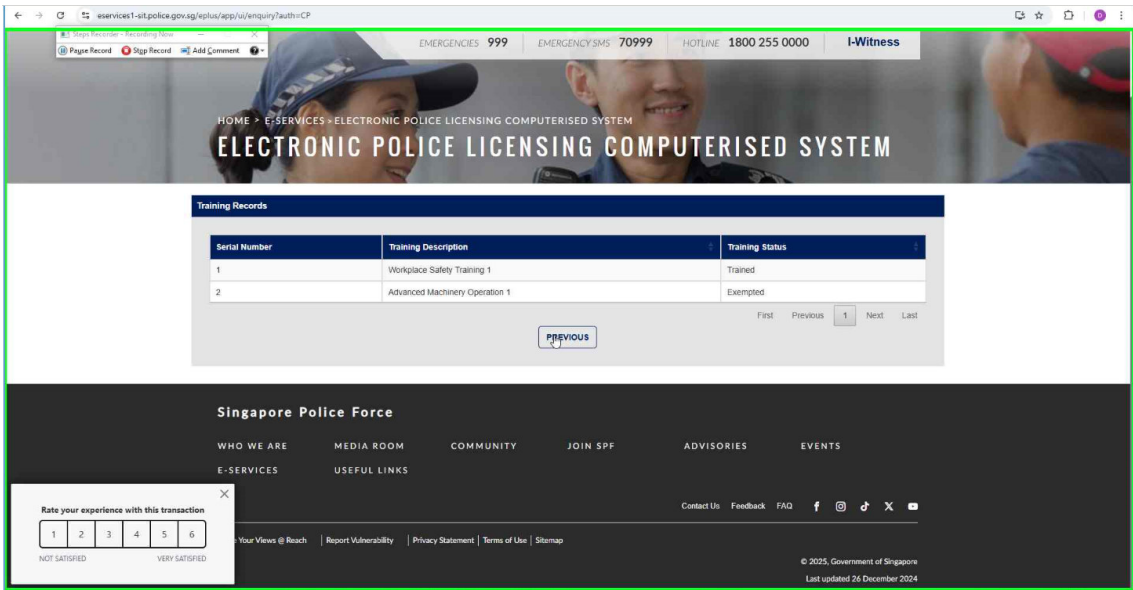 eservices1-sit.police.gov.sg/eplus/app/ui/enquiry?auth=CP
D
Steps Recorder - Recording Now
Pause Record Stop Record Add Comment
EMERGENCIES 999 EMERGENCY SMS 70999 HOTLINE 1800 255 0000 I-Witness
HOME > E-SERVICES > ELECTRONIC POLICE LICENSING COMPUTERISED SYSTEM
ELECTRONIC POLICE LICENSING COMPUTERISED SYSTEM
Training Records
Serial Number Training Description Training Status
1 Workplace Safety Training 1 Trained
2 Advanced Machinery Operation 1 Exempted
First Previous 1 Next Last
PREVIOUS
Singapore Police Force
WHO WE ARE MEDIA ROOM COMMUNITY JOIN SPF ADVISORIES EVENTS
E-SERVICES USEFUL LINKS
Rate your experience with this transaction
1 2 3 4 5 6
NOT SATISFIED VERY SATISFIED
Contact Us Feedback FAQ
Your Views @ Reach | Report Vulnerability | Privacy Statement | Terms of Use | Sitemap
© 2025, Government of Singapore
Last updated 26 December 2024